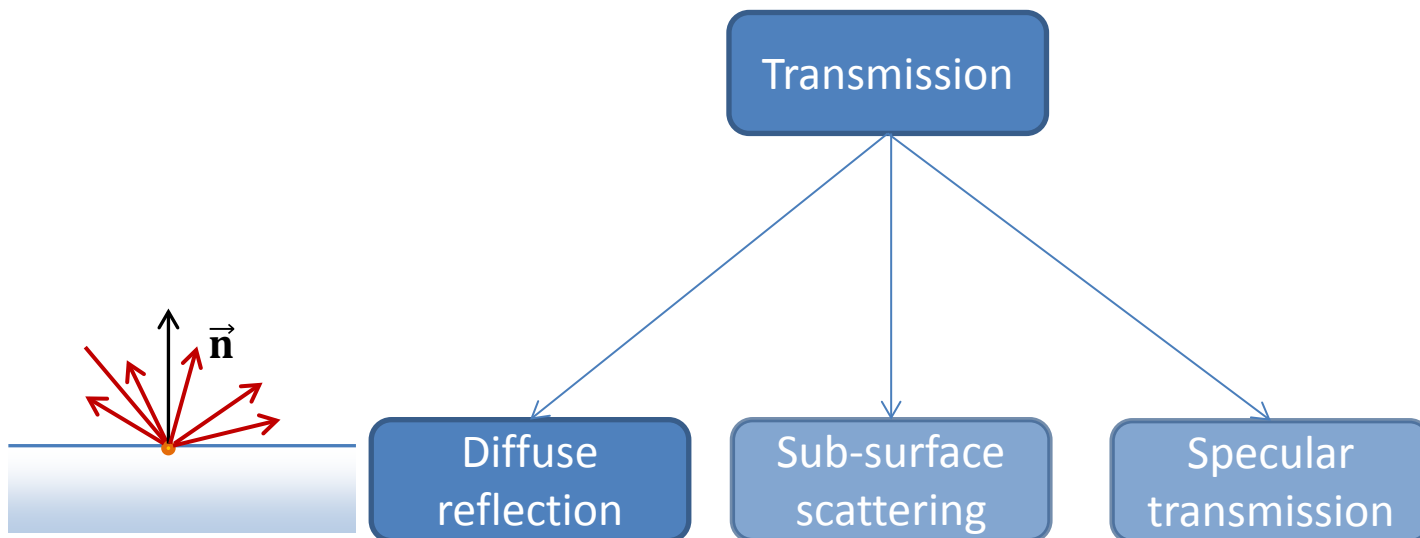 Transmission
n
Diffuse
reflection
Sub-surface
scattering
Specular
transmission